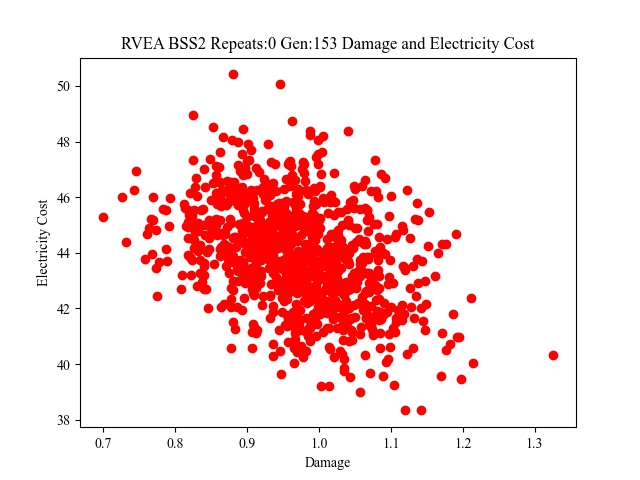 RVEA BSS2 Repeats:0 Gen:153 Damage and Electricity Cost
50
48
46
44
42
40
38
Electricity Cost
0.7 0.8 0.9 1.0 1.1 1.2 1.3
Damage